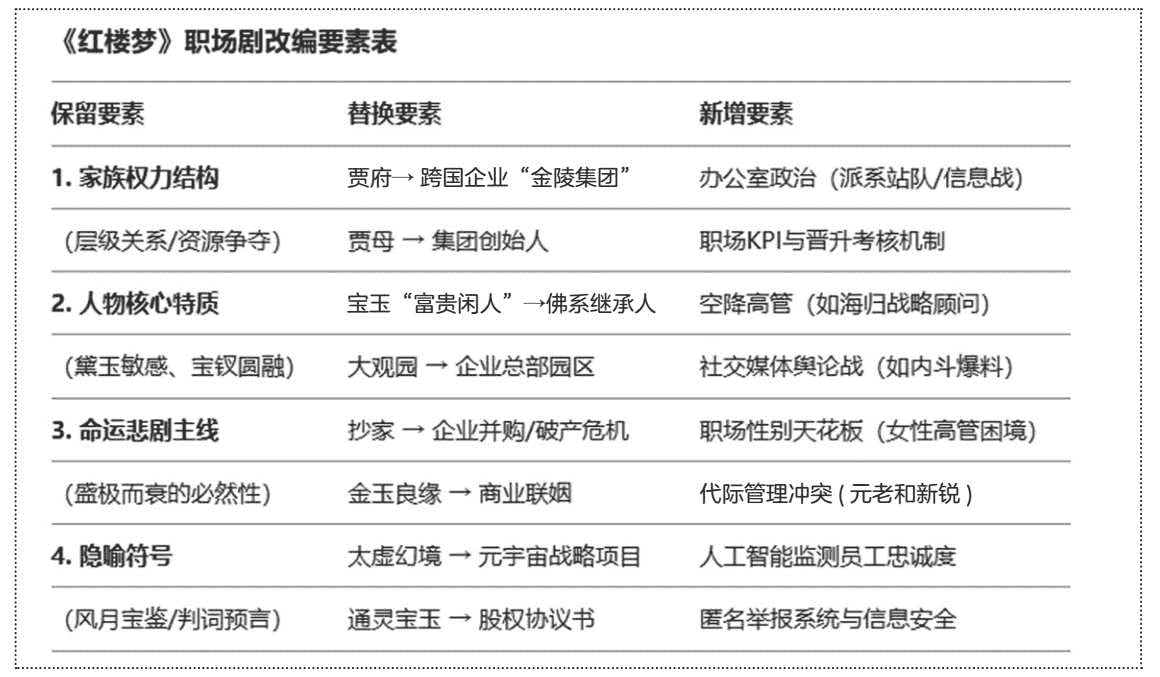 《红楼梦》职场剧改编要素表
保留要素 替换要素 新增要素
1. 家族权力结构 贾府→ 跨国企业“金陵集团” 办公室政治（派系站队/信息战）
（层级关系/资源争夺） 贾母 → 集团创始人 职场KPI与晋升考核机制
2. 人物核心特质 宝玉“富贵闲人”→佛系继承人 空降高管（如海归战略顾问）
（黛玉敏感、宝钗圆融） 大观园 → 企业总部园区 社交媒体舆论战（如内斗爆料）
3. 命运悲剧主线 抄家 → 企业并购/破产危机 职场性别天花板（女性高管困境）
（盛极而衰的必然性） 金玉良缘 → 商业联姻 代际管理冲突 ( 元老和新锐 )
4. 隐喻符号 太虚幻境 → 元宇宙战略项目 人工智能监测员工忠诚度
（风月宝鉴/判词预言） 通灵宝玉 → 股权协议书 匿名举报系统与信息安全